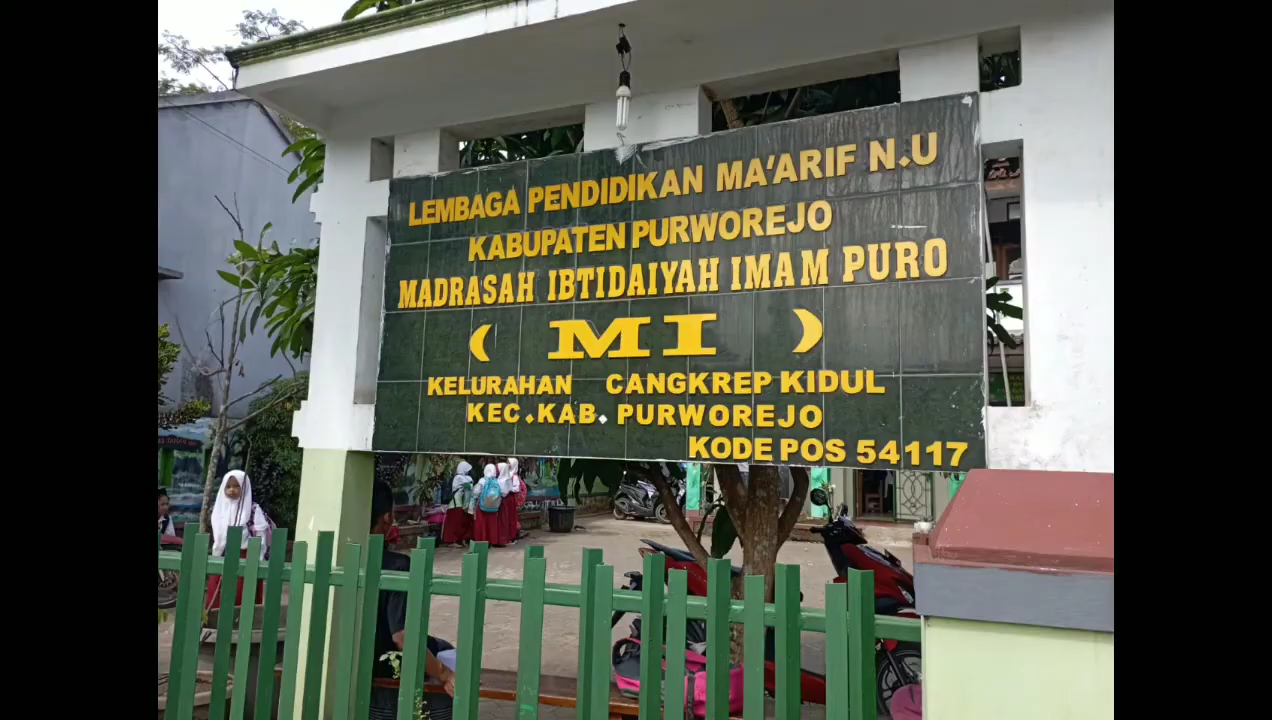 LEMBAGA PENDIDIKAN MA'ARIF N.U
KABUPATEN PURWOREJO
MADRASAH IBTIDAIYAH IMAM PURO
( MI )
KELURAHAN CANGKREP KIDUL
KEC.KAB. PURWOREJO
KODE POS 54117